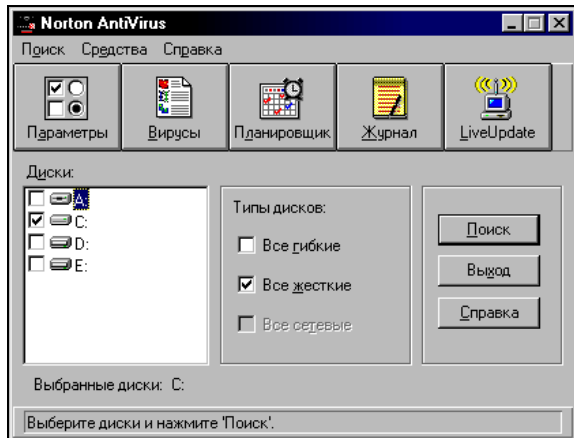 Norton AntiVirus
Поиск Средства Справка
Параметры Вирусы Планировщик Журнал LiveUpdate
Диски:
A:
C:
D:
E:
Типы дисков:
Все гибкие
Все жесткие
Все сетевые
Поиск
Выход
Справка
Выбранные диски: C:
Выберите диски и нажмите 'Поиск'.